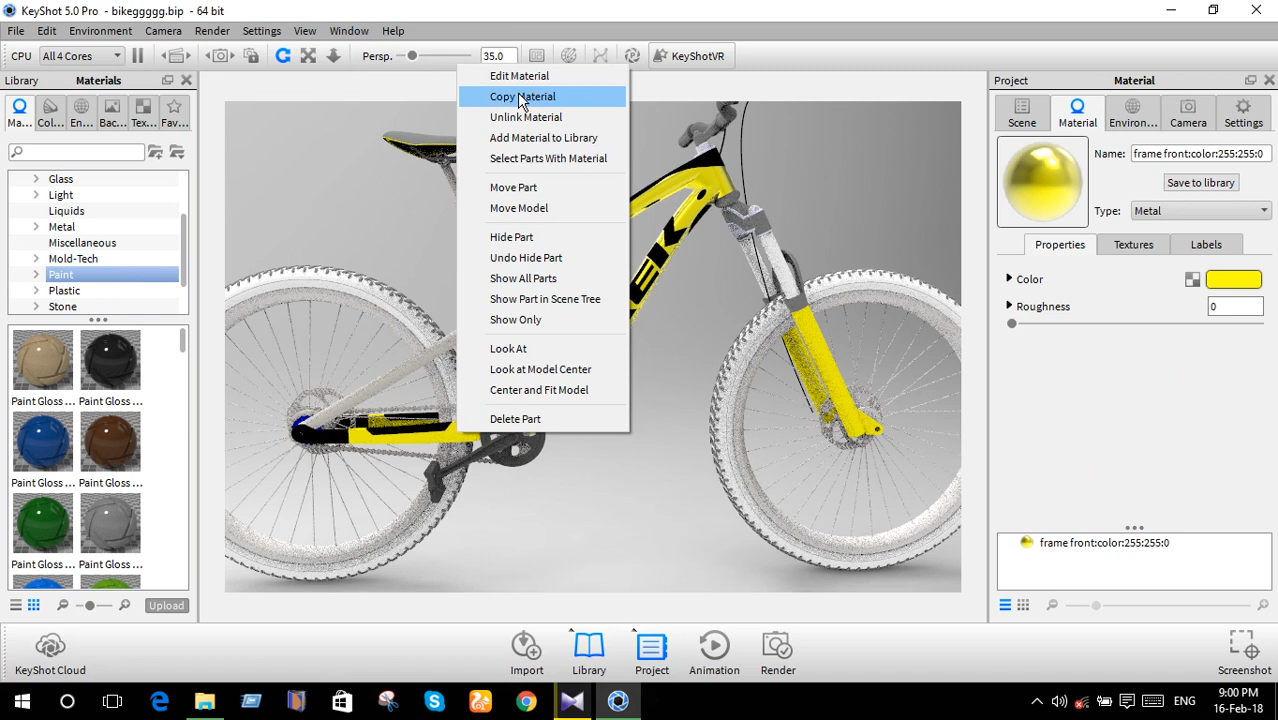 KeyShot 5.0 Pro - bikeggggg.bip - 64 bit
File Edit Environment Camera Render Settings View Window Help
CPU All 4 Cores Persp. 35.0 KeyShotVR
Library Materials
Ma... Col... En... Bac... Tex... Fav...
Glass
Light
Liquids
Metal
Miscellaneous
Mold-Tech
Paint
Plastic
Stone
Paint Gloss ... Paint Gloss ...
Paint Gloss ... Paint Gloss ...
Paint Gloss ... Paint Gloss ...
Upload
Edit Material
Copy Material
Unlink Material
Add Material to Library
Select Parts With Material
Move Part
Move Model
Hide Part
Undo Hide Part
Show All Parts
Show Part in Scene Tree
Show Only
Look At
Look at Model Center
Center and Fit Model
Delete Part
Project Material
Scene Material Environ... Camera Settings
Name: frame front:color:255:255:0
Save to library
Type: Metal
Properties Textures Labels
Color
Roughness 0
frame front:color:255:255:0
KeyShot Cloud Import Library Project Animation Render Screenshot
ENG
9:00 PM
16-Feb-18